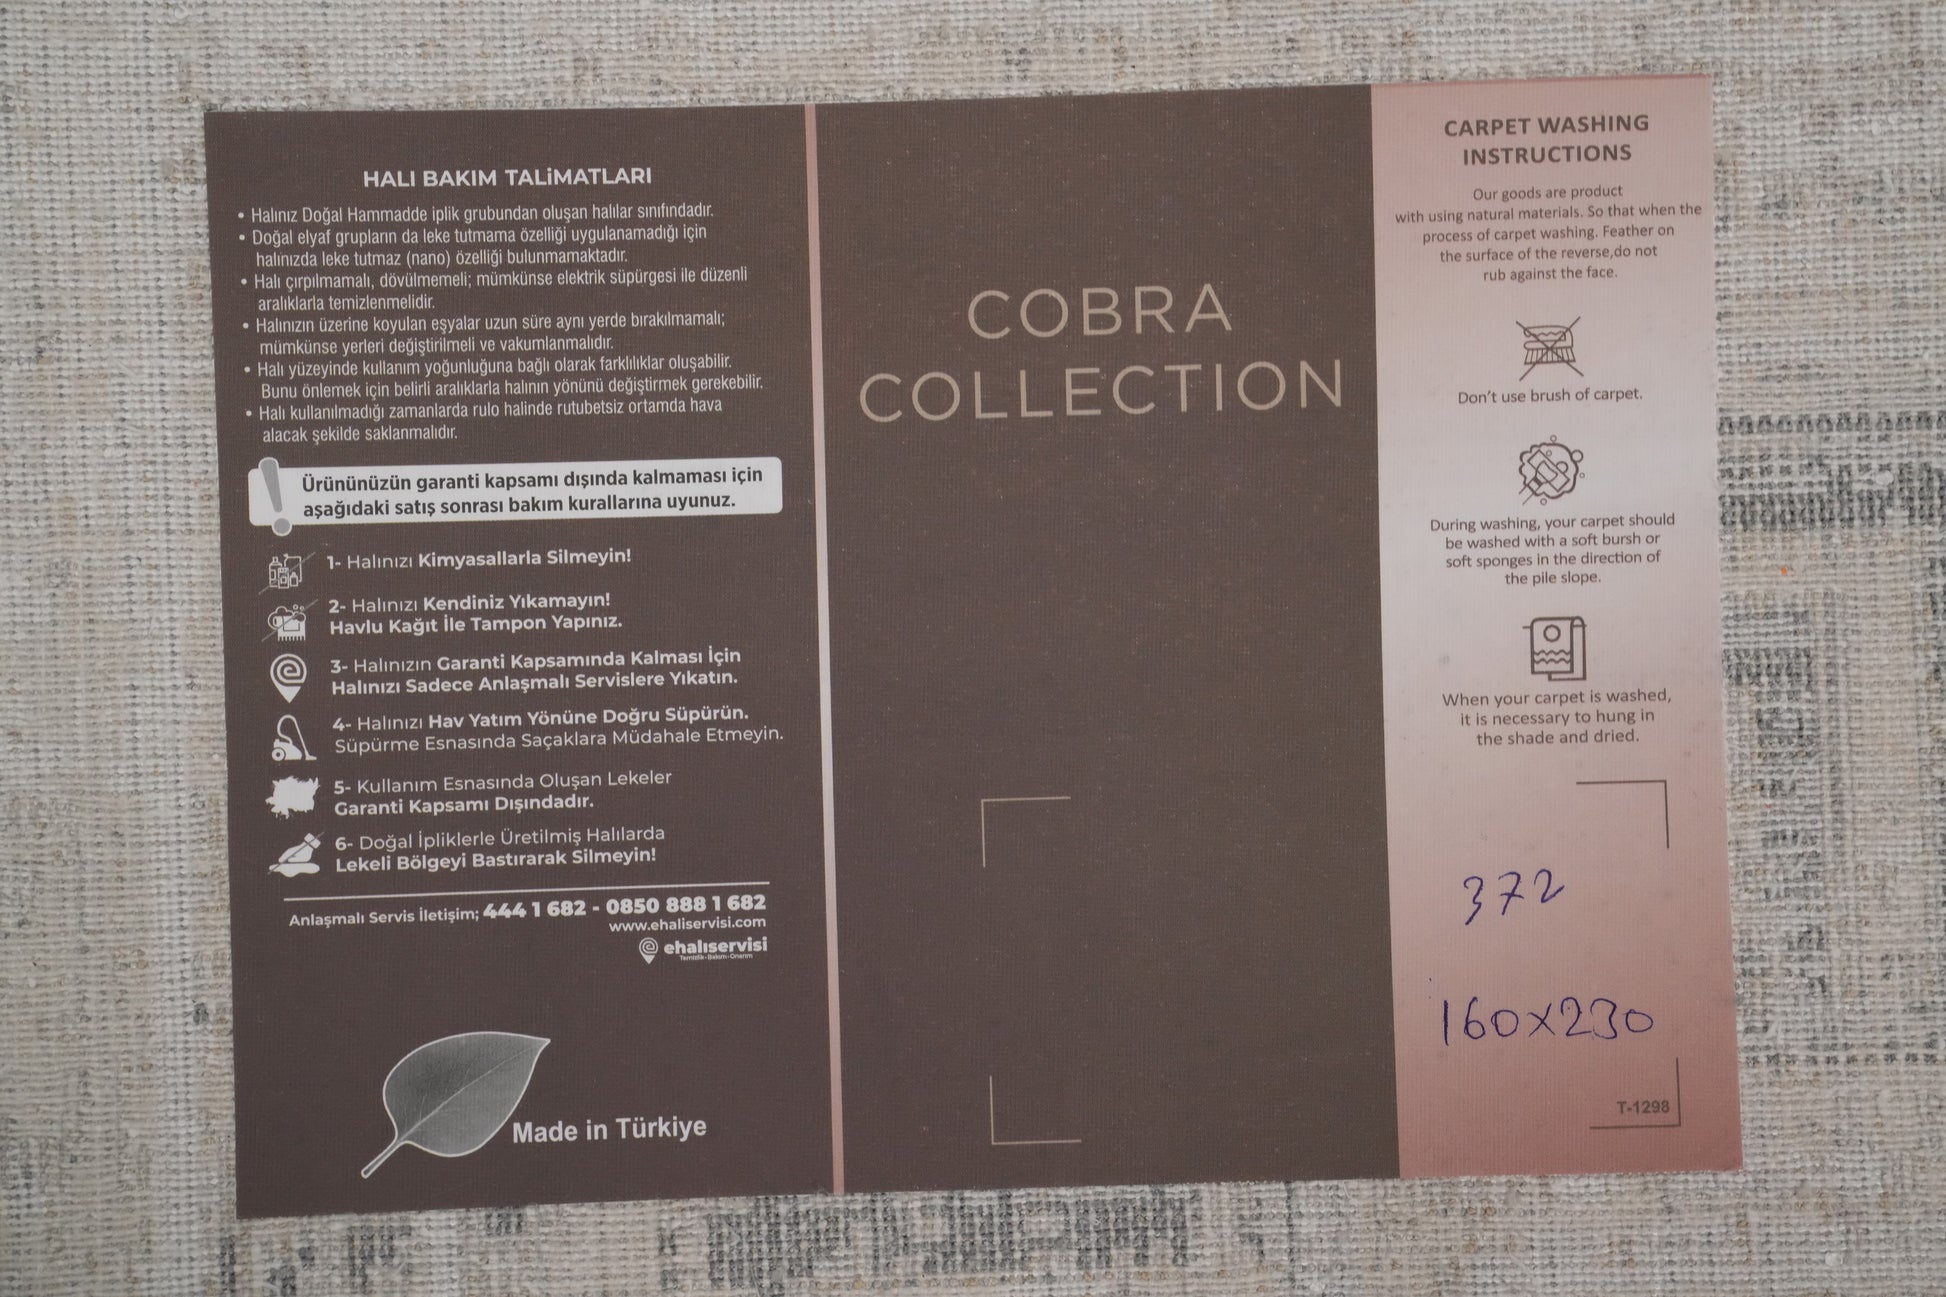 HALI BAKIM TALİMATLARI
• Halınız Doğal Hammadde iplik grubundan oluşan halılar sınıfındadır.
• Doğal elyaf grupların da leke tutmama özelliği uygulanamadığı için
halınızda leke tutmaz (nano) özelliği bulunmamaktadır.
• Halı çırpılmamalı, dövülmemeli; mümkünse elektrik süpürgesi ile düzenli
aralıklarla temizlenmelidir.
• Halınızın üzerine koyulan eşyalar uzun süre aynı yerde bırakılmamalı;
mümkünse yerleri değiştirilmeli ve vakumlanmalıdır.
• Halı yüzeyinde kullanım yoğunluğuna bağlı olarak farklılıklar oluşabilir.
Bunu önlemek için belirli aralıklarla halının yönünü değiştirmek gerekebilir.
• Halı kullanılmadığı zamanlarda rulo halinde rutubetsiz ortamda hava
alacak şekilde saklanmalıdır.
Ürününüzün garanti kapsamı dışında kalmaması için
aşağıdaki satış sonrası bakım kurallarına uyunuz.
1- Halınızı Kimyasallarla Silmeyin!
2- Halınızı Kendiniz Yıkamayın!
Havlu Kağıt İle Tampon Yapınız.
3- Halınızın Garanti Kapsamında Kalması İçin
Halınızı Sadece Anlaşmalı Servislere Yıkatın.
4- Halınızı Hav Yatım Yönüne Doğru Süpürün.
Süpürme Esnasında Saçaklara Müdahale Etmeyin.
5- Kullanım Esnasında Oluşan Lekeler
Garanti Kapsamı Dışındadır.
6- Doğal İpliklerle Üretilmiş Halılarda
Lekeli Bölgeyi Bastırarak Silmeyin!
Anlaşmalı Servis İletişim; 444 1 682 - 0850 888 1 682
www.ehaliservisi.com
ehalıservisi
Temizlik-Bakım-Onarım
Made in Türkiye
COBRA
COLLECTION
CARPET WASHING
INSTRUCTIONS
Our goods are product
with using natural materials. So that when the
process of carpet washing. Feather on
the surface of the reverse,do not
rub against the face.
Don't use brush of carpet.
During washing, your carpet should
be washed with a soft bursh or
soft sponges in the direction of
the pile slope.
When your carpet is washed,
it is necessary to hung in
the shade and dried.
372
160x230
T-1298